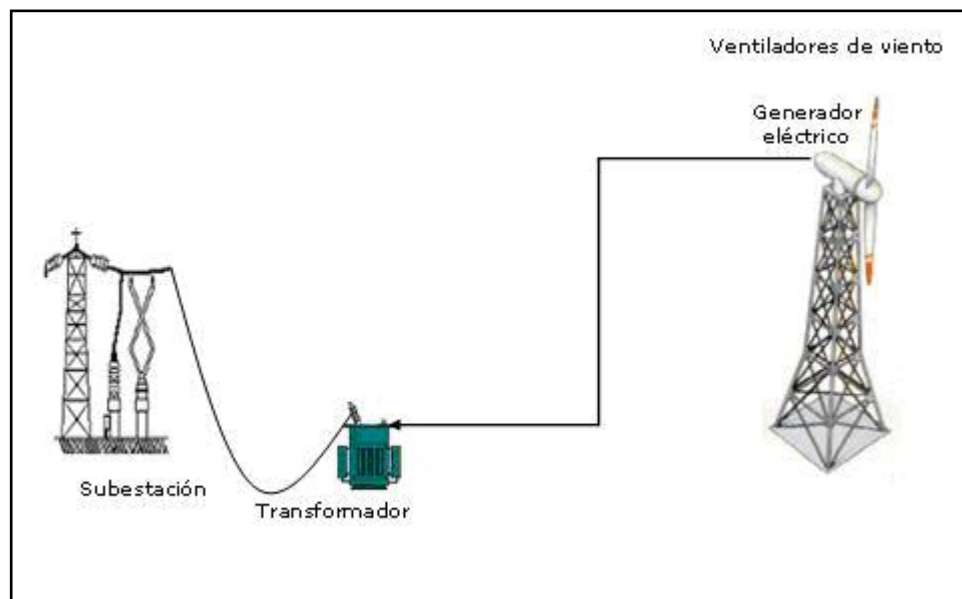 Ventiladores de viento
Generador
eléctrico
Subestación
Transformador